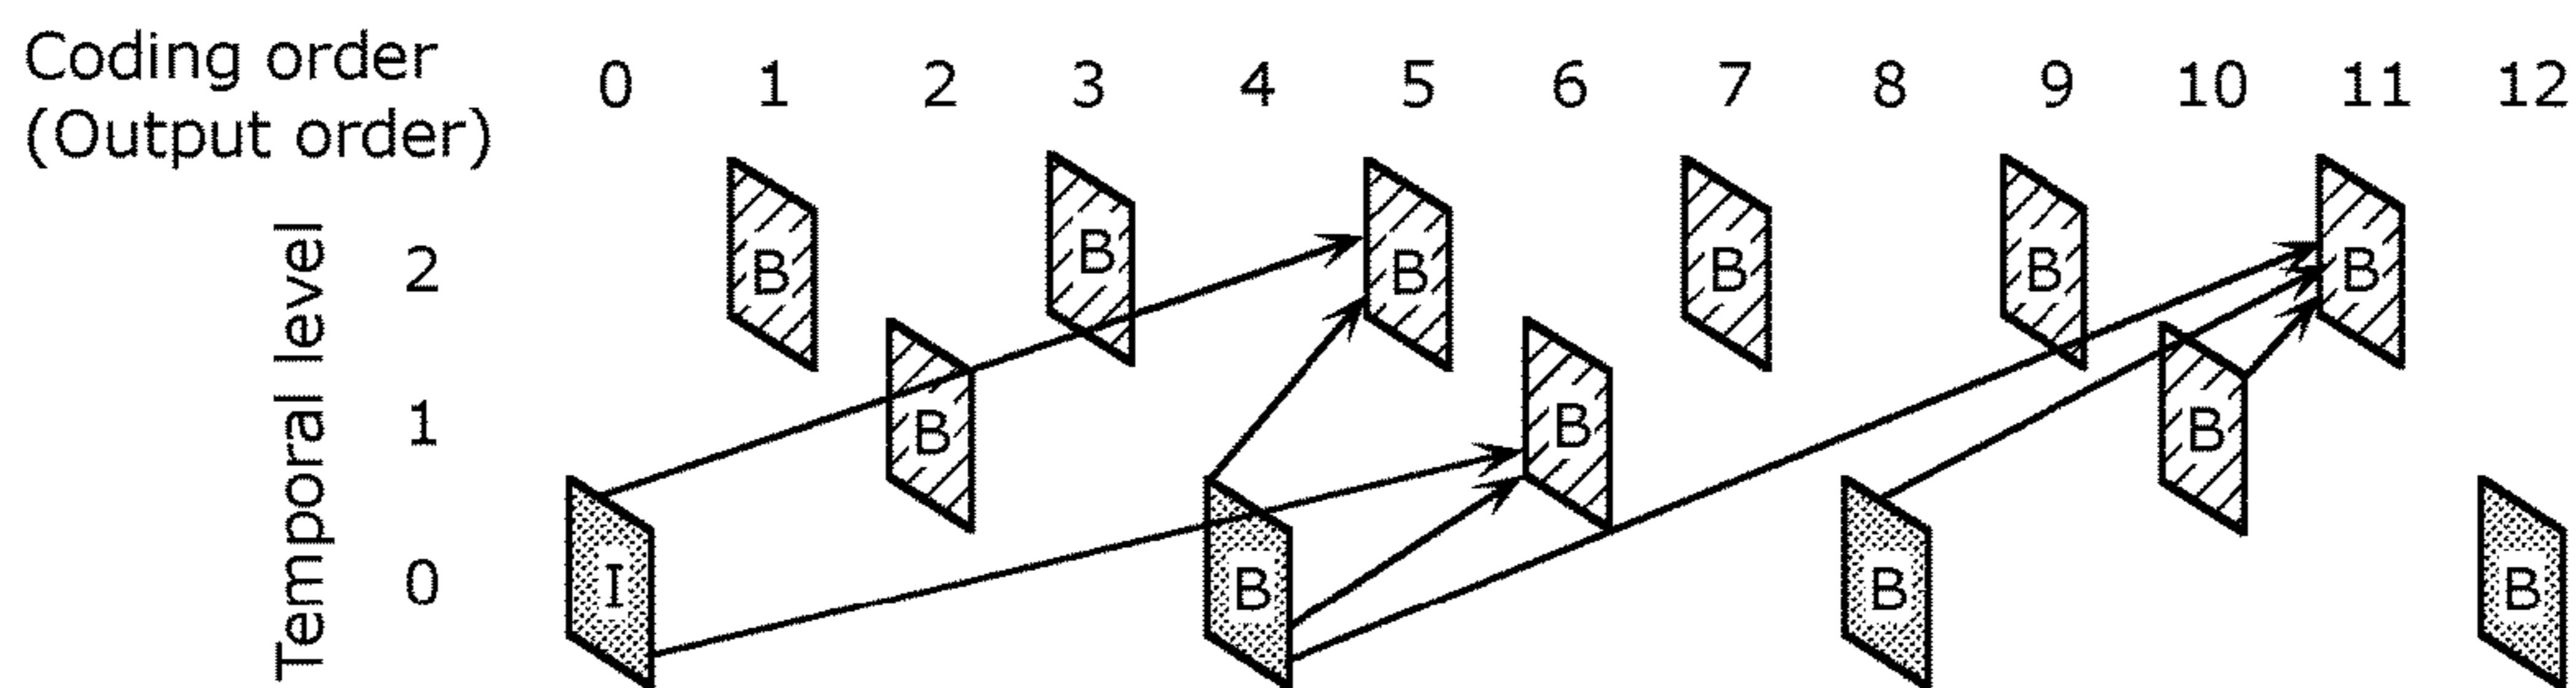 Coding order 0 1 2 3 4 5 6 7 8 9 10 11 12
(Output order)
Temporal level
2 B B B B B B
1 B B B
0 I B B B